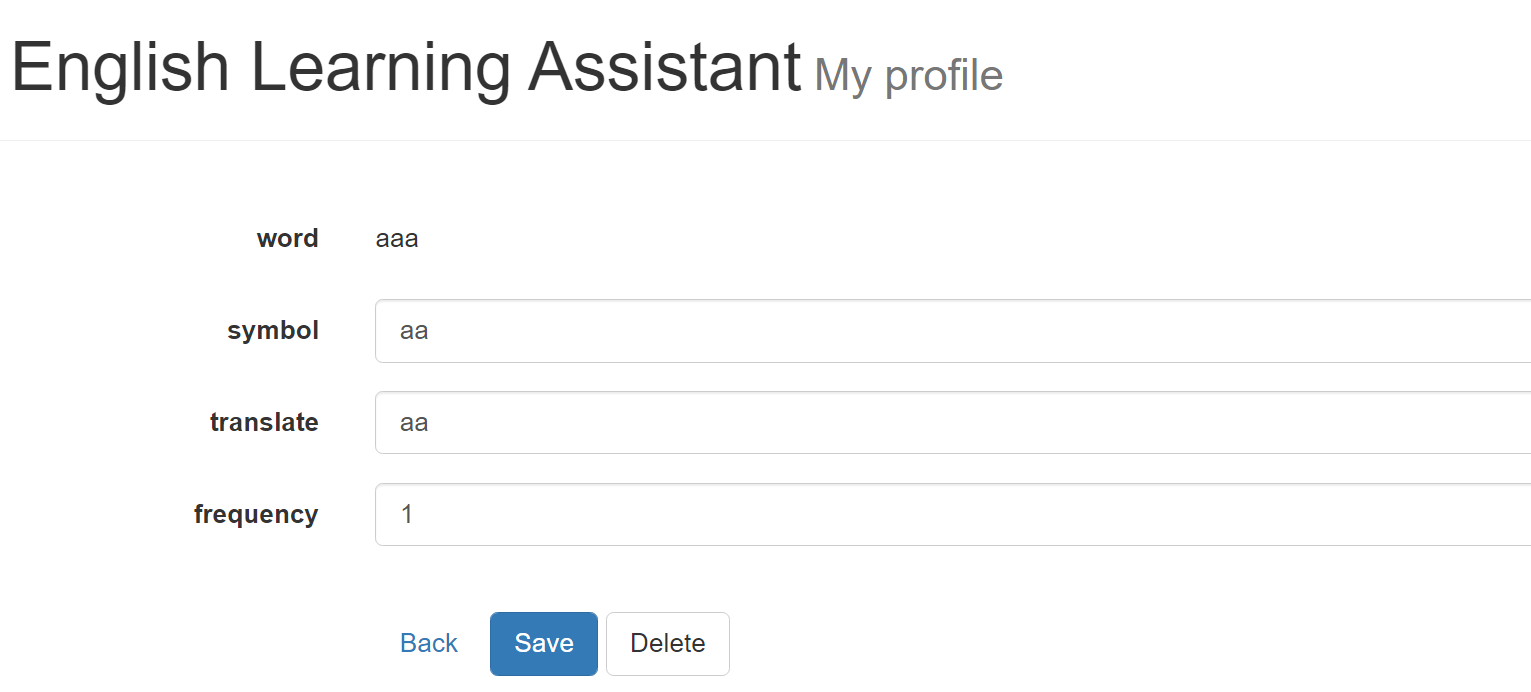 English Learning Assistant My profile
word aaa
symbol aa
translate aa
frequency 1
Back Save Delete